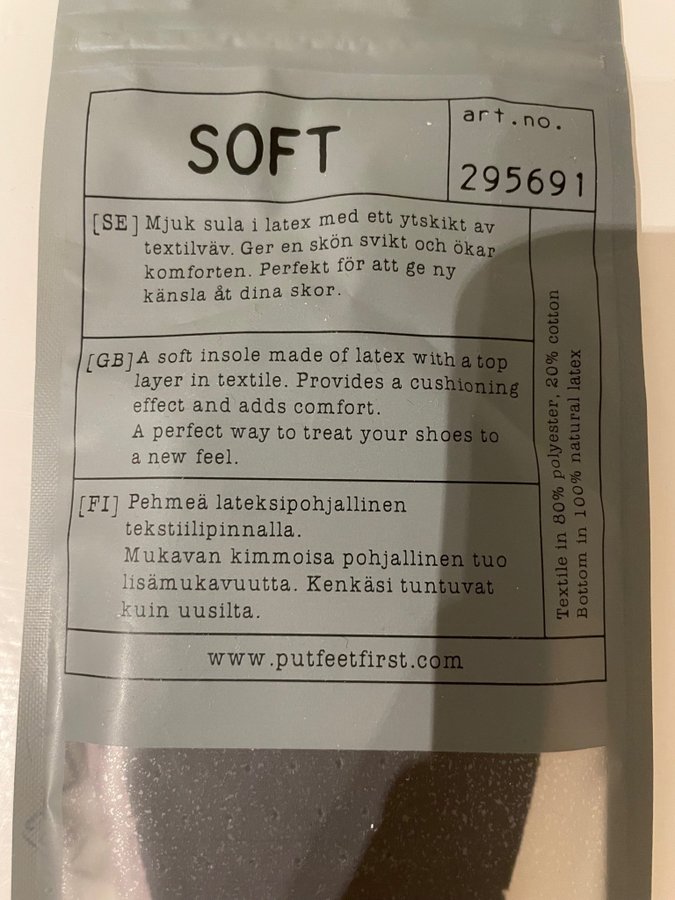 SOFT
art.no.
295691
[SE] Mjuk sula i latex med ett ytskikt av
textilväv. Ger en skön svikt och ökar
komforten. Perfekt för att ge ny
känsla åt dina skor.
[GB] A soft insole made of latex with a top
layer in textile. Provides a cushioning
effect and adds comfort.
A perfect way to treat your shoes to
a new feel.
[FI] Pehmeä lateksipohjallinen
tekstiilipinnalla.
Mukavan kimmoisa pohjallinen tuo
lisämukavuutta. Kenkäsi tuntuvat
kuin uusilta.
Textile in 80% polyester, 20% cotton
Bottom in 100% natural latex
www.putfeetfirst.com